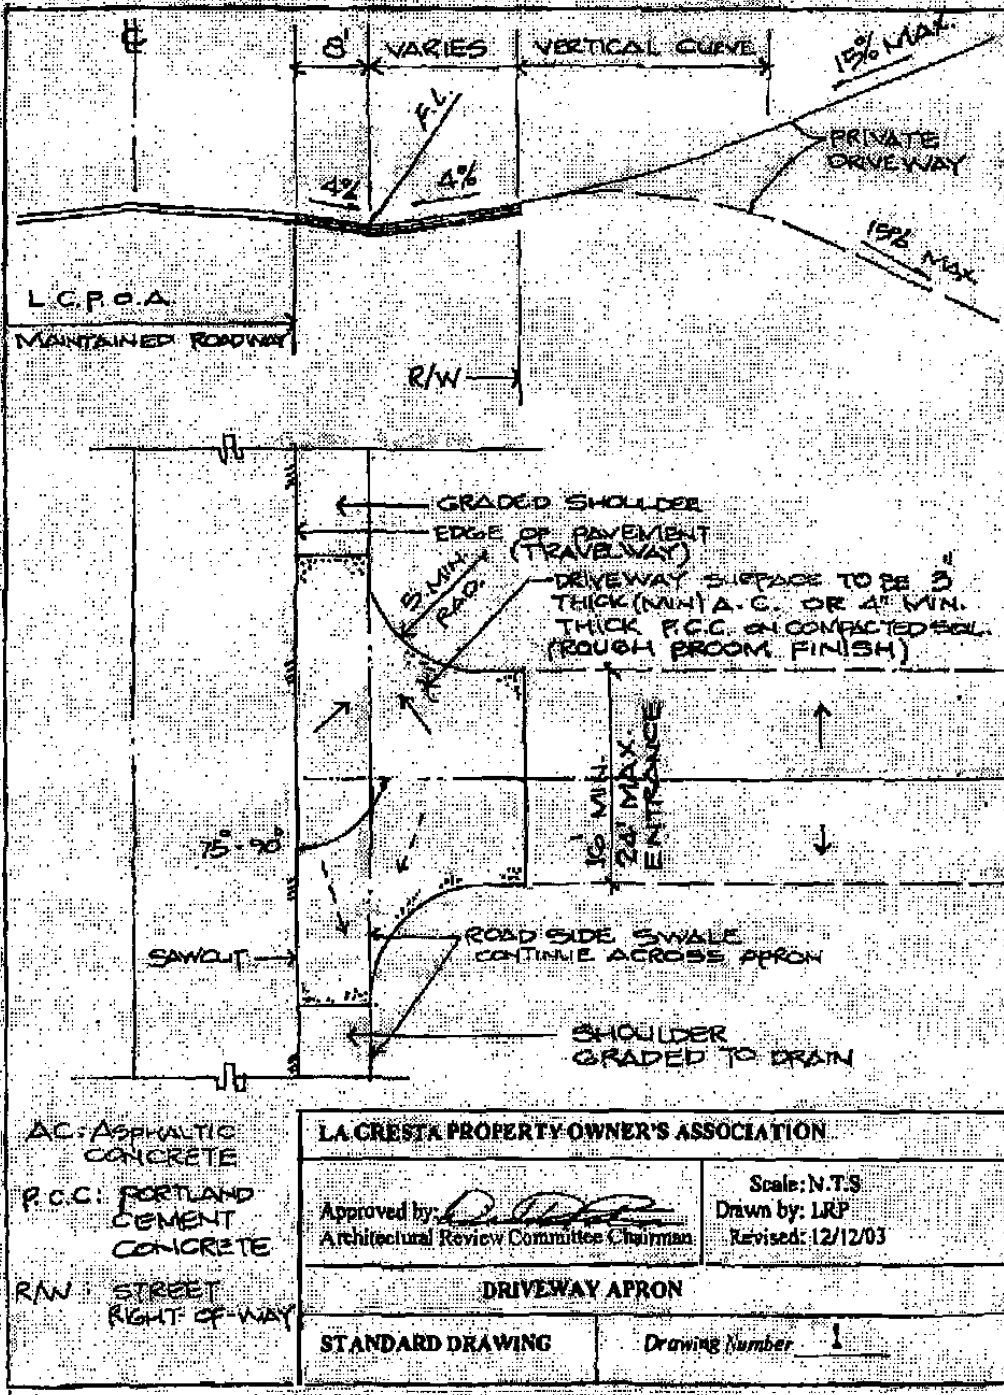 ℄
8'
VARIES
VERTICAL CURVE
15% MAX.
F.L.
4%
4%
PRIVATE
DRIVEWAY
15% MAX
L.C.P.O.A.
MAINTAINED ROADWAY
R/W
GRADED SHOULDER
EDGE OF PAVEMENT
(TRAVELWAY)
5' MIN
RAD.
DRIVEWAY SURFACE TO BE 3"
THICK (MIN) A.C. OR 4" MIN.
THICK P.C.C. ON COMPACTED SOIL.
(ROUGH BROOM FINISH)
16' MIN.
24' MAX.
ENTRANCE
75° - 90°
SAWCUT
ROAD SIDE SWALE
CONTINUE ACROSS APRON
SHOULDER
GRADED TO DRAIN
AC: ASPHALTIC
CONCRETE
P.C.C: PORTLAND
CEMENT
CONCRETE
R/W: STREET
RIGHT-OF-WAY
LA CRESTA PROPERTY OWNER'S ASSOCIATION
Approved by:
Architectural Review Committee Chairman
Scale: N.T.S
Drawn by: LRP
Revised: 12/12/03
DRIVEWAY APRON
STANDARD DRAWING
Drawing Number 1